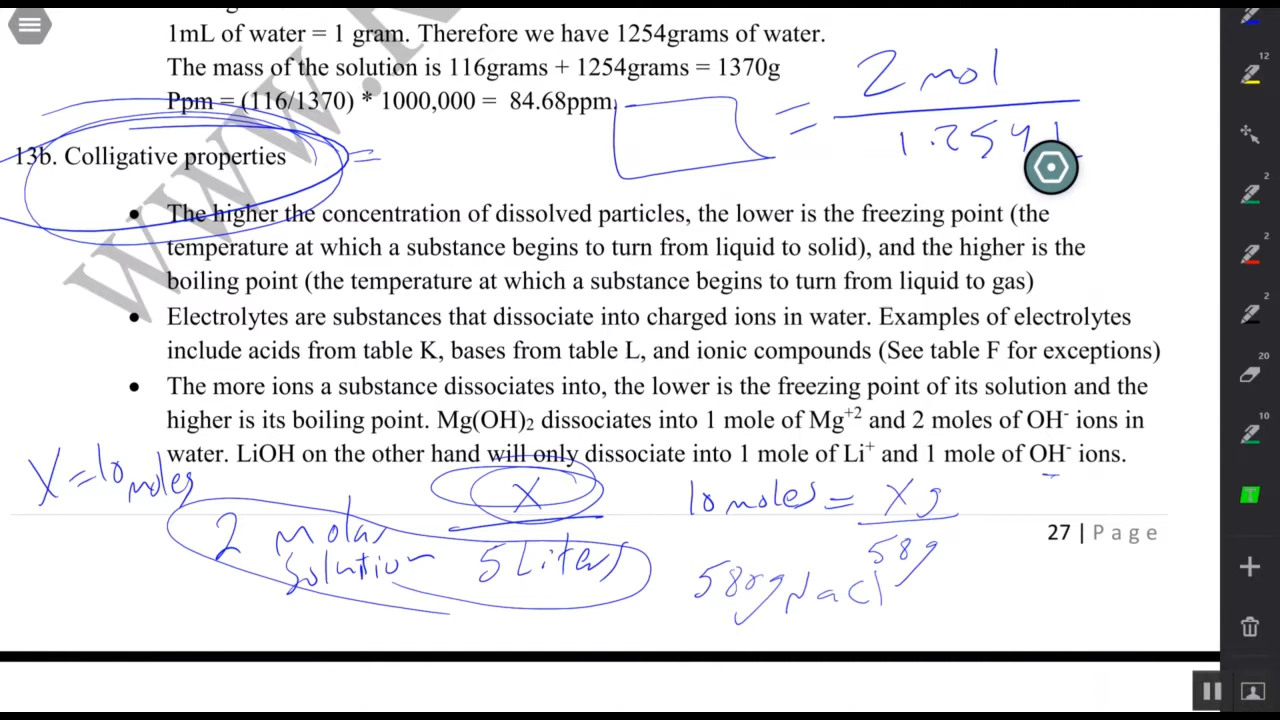 1mL of water = 1 gram. Therefore we have 1254grams of water.
The mass of the solution is 116grams + 1254grams = 1370g
Ppm = (116/1370) * 1000,000 = 84.68ppm
= 2 mol
1.254 L
13b. Colligative properties =
• The higher the concentration of dissolved particles, the lower is the freezing point (the
temperature at which a substance begins to turn from liquid to solid), and the higher is the
boiling point (the temperature at which a substance begins to turn from liquid to gas)
• Electrolytes are substances that dissociate into charged ions in water. Examples of electrolytes
include acids from table K, bases from table L, and ionic compounds (See table F for exceptions)
• The more ions a substance dissociates into, the lower is the freezing point of its solution and the
higher is its boiling point. Mg(OH)₂ dissociates into 1 mole of Mg⁺² and 2 moles of OH⁻ ions in
water. LiOH on the other hand will only dissociate into 1 mole of Li⁺ and 1 mole of OH⁻ ions.
X = 10 moles
2 molar
solution
X
5 Liters
10 moles = X g
58g
NaCl
27 | Page
WWW.
12
2
2
2
20
10
T